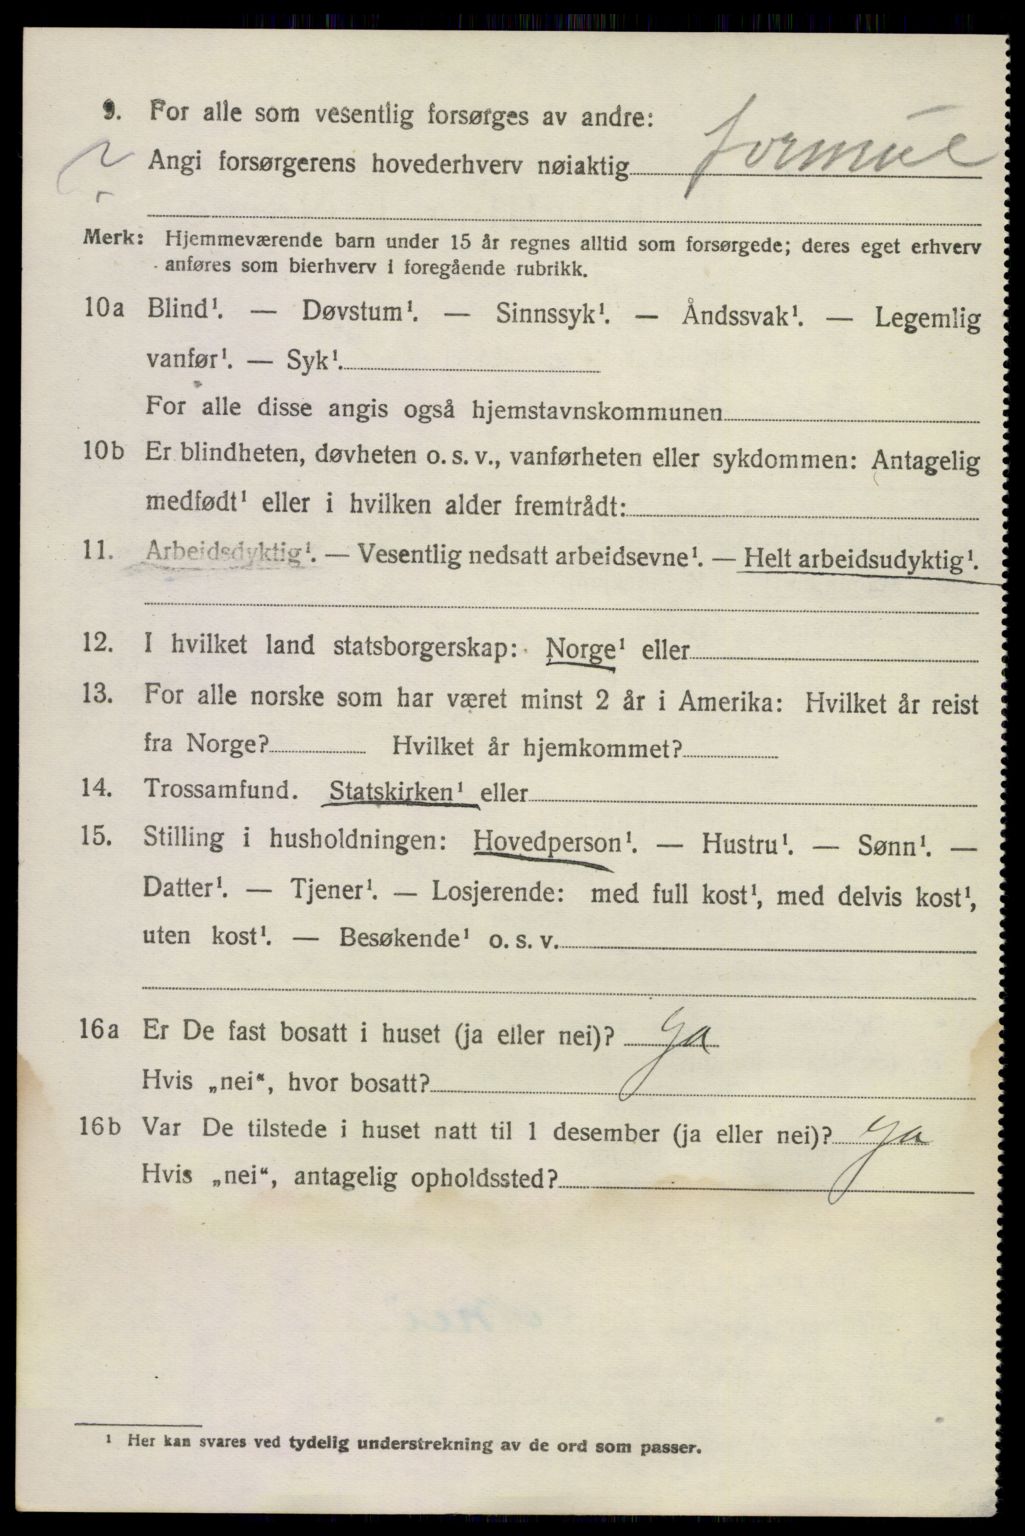 9. For alle som vesentlig forsørges av andre:
Angi forsørgerens hovederhverv nøiaktig formue
Merk: Hjemmeværende barn under 15 år regnes alltid som forsørgede; deres eget erhverv
anføres som bierhverv i foregående rubrikk.
10a Blind¹. — Døvstum¹. — Sinnssyk¹. — Åndssvak¹. — Legemlig
vanfør¹. — Syk¹.
For alle disse angis også hjemstavnskommunen
10b Er blindheten, døvheten o. s. v., vanførheten eller sykdommen: Antagelig
medfødt¹ eller i hvilken alder fremtrådt:
11. Arbeidsdyktig¹. — Vesentlig nedsatt arbeidsevne¹. — Helt arbeidsudyktig¹.
12. I hvilket land statsborgerskap: Norge¹ eller
13. For alle norske som har været minst 2 år i Amerika: Hvilket år reist
fra Norge? Hvilket år hjemkommet?
14. Trossamfund. Statskirken¹ eller
15. Stilling i husholdningen: Hovedperson¹. — Hustru¹. — Sønn¹. —
Datter¹. — Tjener¹. — Losjerende: med full kost¹, med delvis kost¹,
uten kost¹. — Besøkende¹ o. s. v.
16a Er De fast bosatt i huset (ja eller nei)? Ja
Hvis „nei“, hvor bosatt?
16b Var De tilstede i huset natt til 1 desember (ja eller nei)? Ja
Hvis „nei“, antagelig opholdssted?
¹ Her kan svares ved tydelig understrekning av de ord som passer.